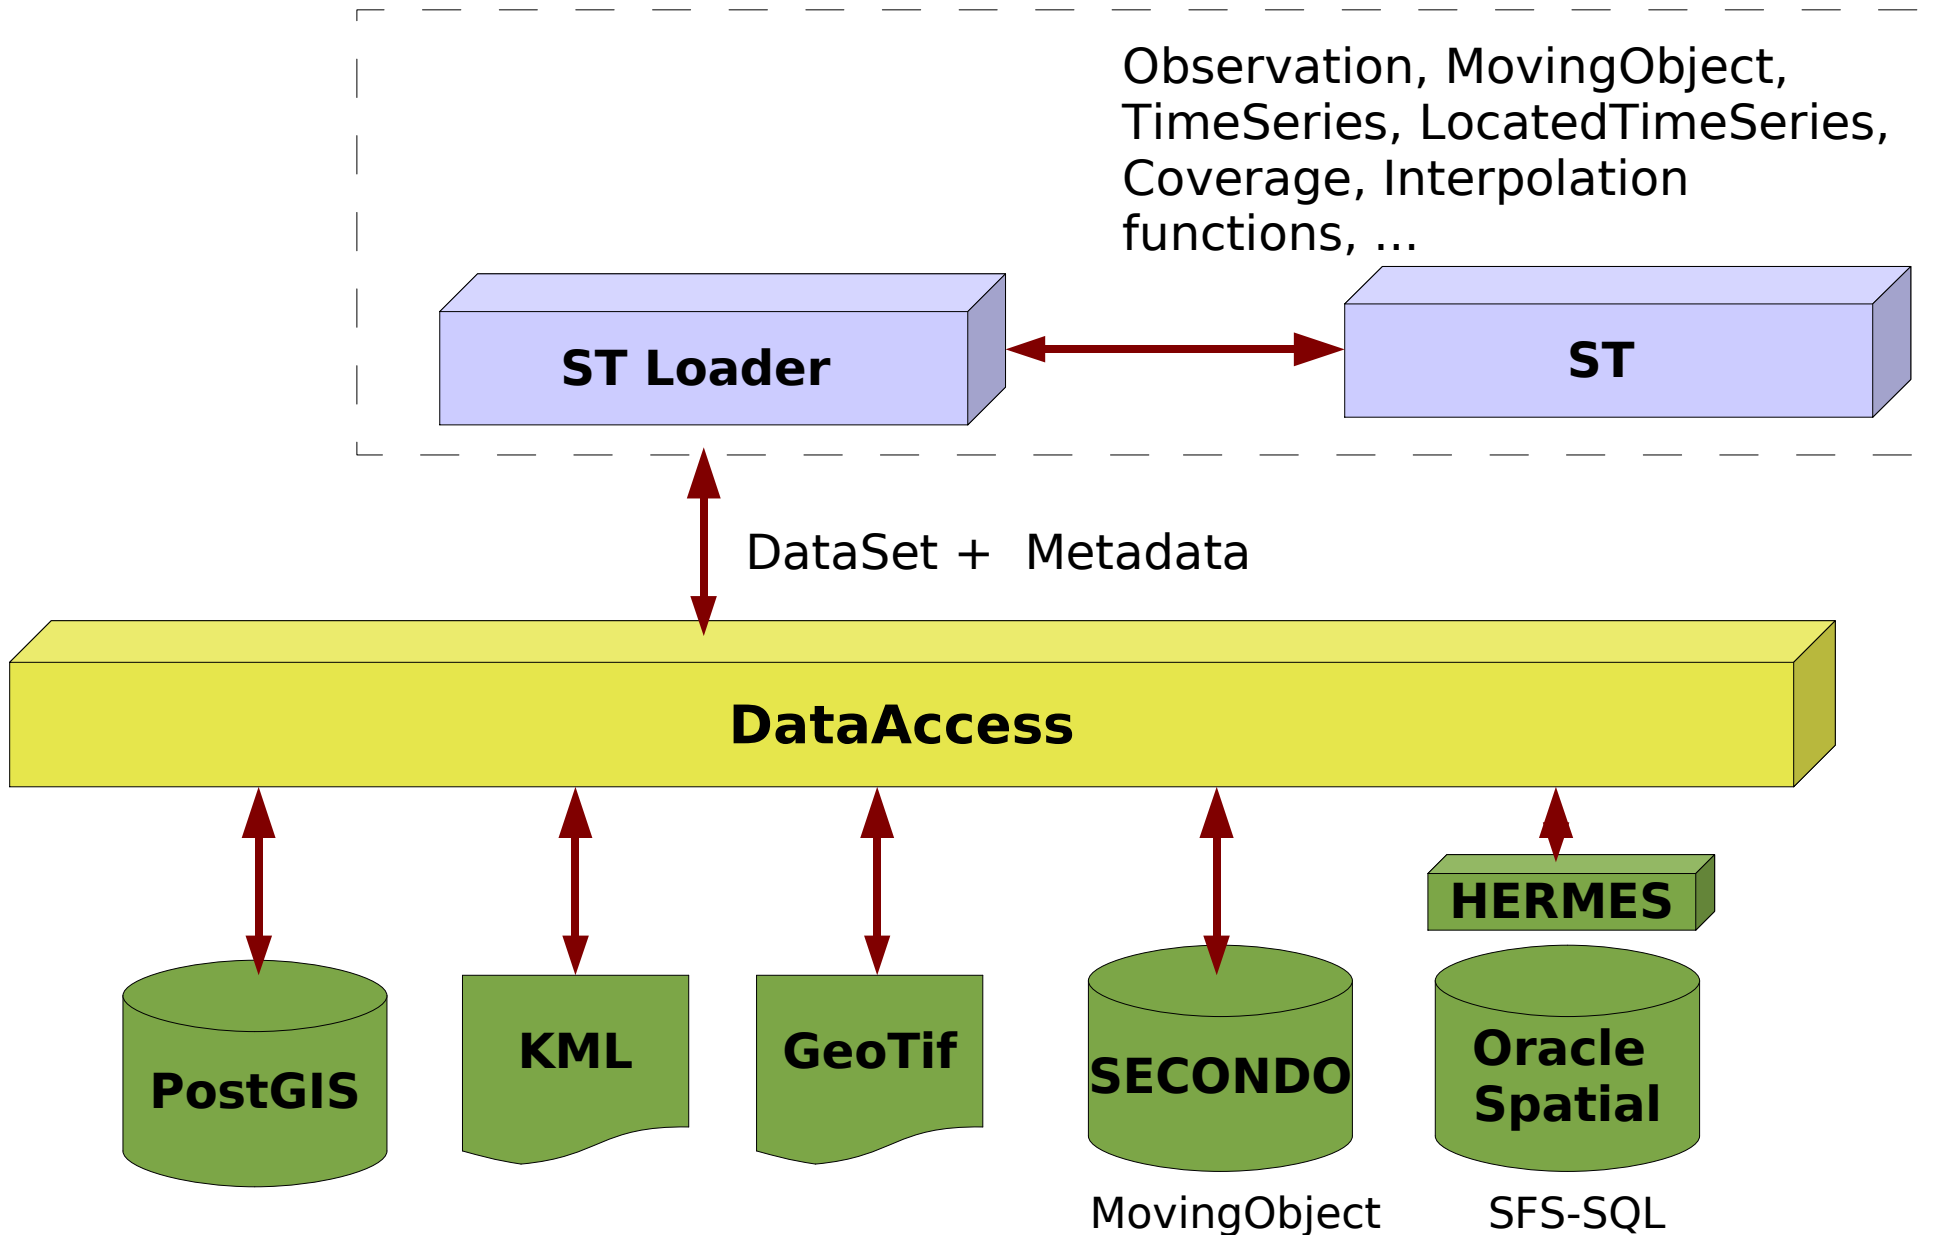 Observation, MovingObject,
TimeSeries, LocatedTimeSeries,
Coverage, Interpolation
functions, ...
ST Loader
ST
DataSet + Metadata
DataAccess
HERMES
PostGIS
KML
GeoTif
SECONDO
Oracle
Spatial
MovingObject
SFS-SQL